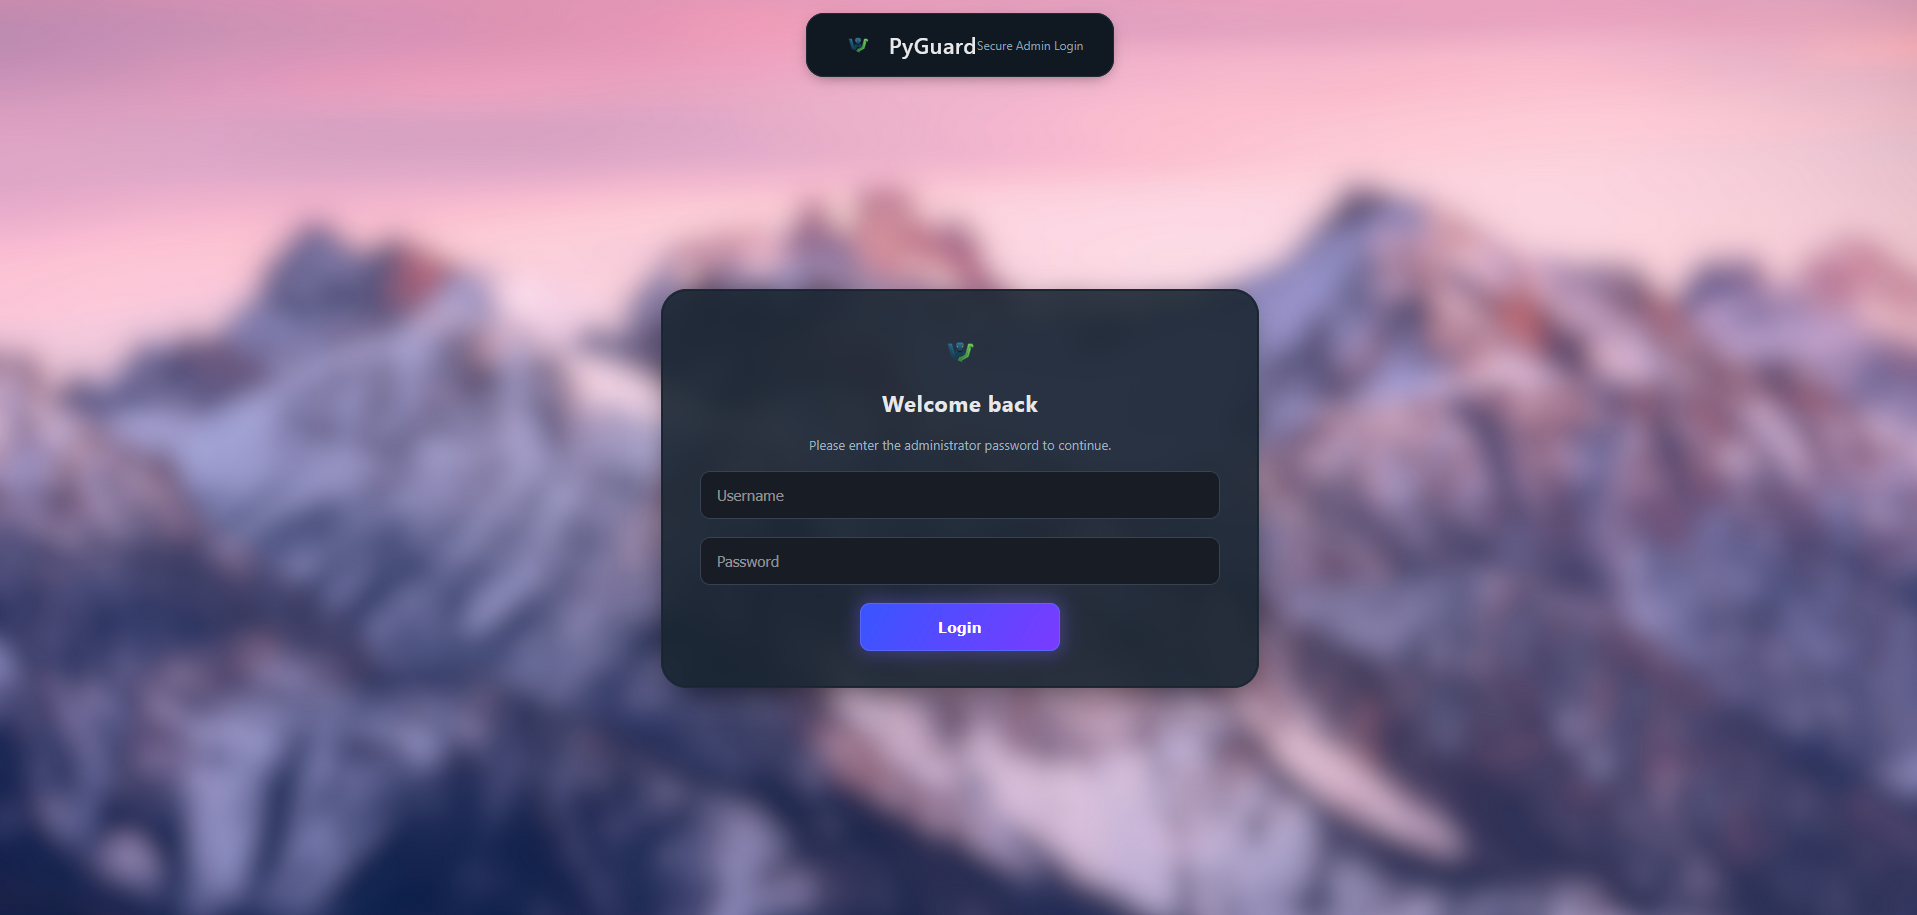 PyGuard Secure Admin Login
Welcome back
Please enter the administrator password to continue.
Username
Password
Login